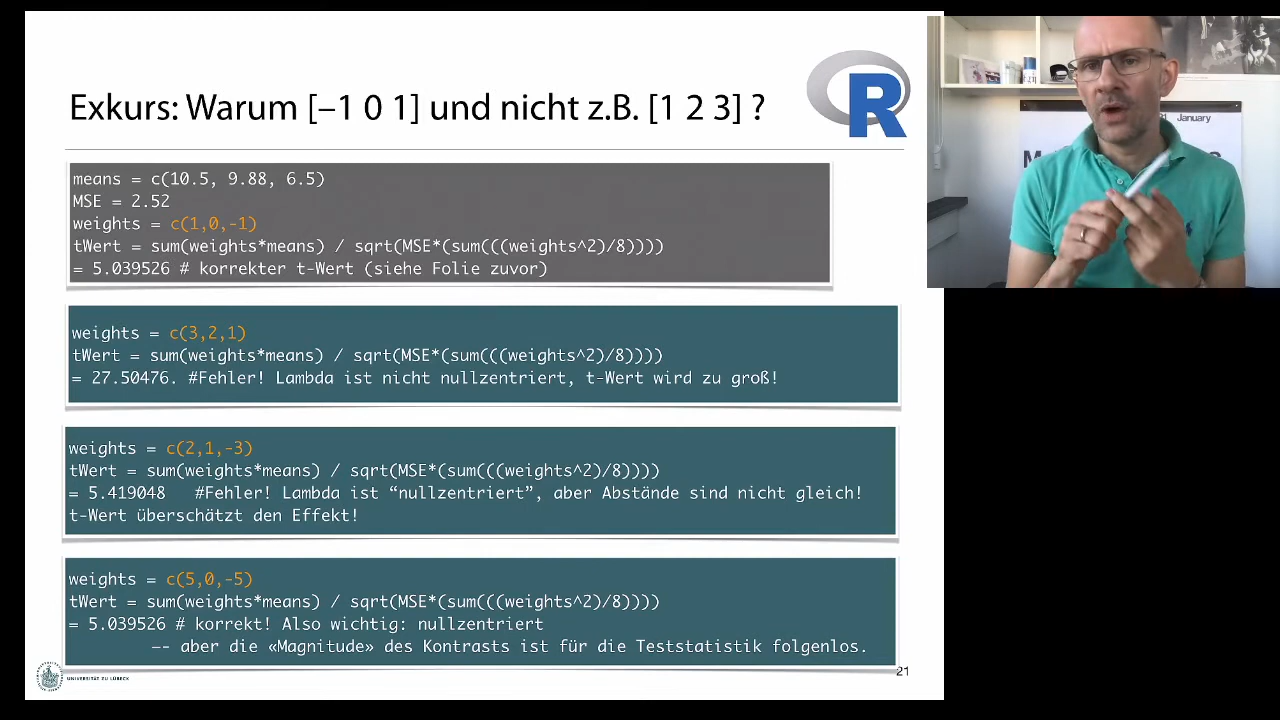 Exkurs: Warum [–1 0 1] und nicht z.B. [1 2 3] ?
R
means = c(10.5, 9.88, 6.5)
MSE = 2.52
weights = c(1,0,-1)
tWert = sum(weights*means) / sqrt(MSE*(sum(((weights^2)/8))))
= 5.039526 # korrekter t-Wert (siehe Folie zuvor)
weights = c(3,2,1)
tWert = sum(weights*means) / sqrt(MSE*(sum(((weights^2)/8))))
= 27.50476. #Fehler! Lambda ist nicht nullzentriert, t-Wert wird zu groß!
weights = c(2,1,-3)
tWert = sum(weights*means) / sqrt(MSE*(sum(((weights^2)/8))))
= 5.419048   #Fehler! Lambda ist “nullzentriert”, aber Abstände sind nicht gleich!
t-Wert überschätzt den Effekt!
weights = c(5,0,-5)
tWert = sum(weights*means) / sqrt(MSE*(sum(((weights^2)/8))))
= 5.039526 # korrekt! Also wichtig: nullzentriert
-- aber die «Magnitude» des Kontrasts ist für die Teststatistik folgenlos.
UNIVERSITÄT ZU LÜBECK
21
January